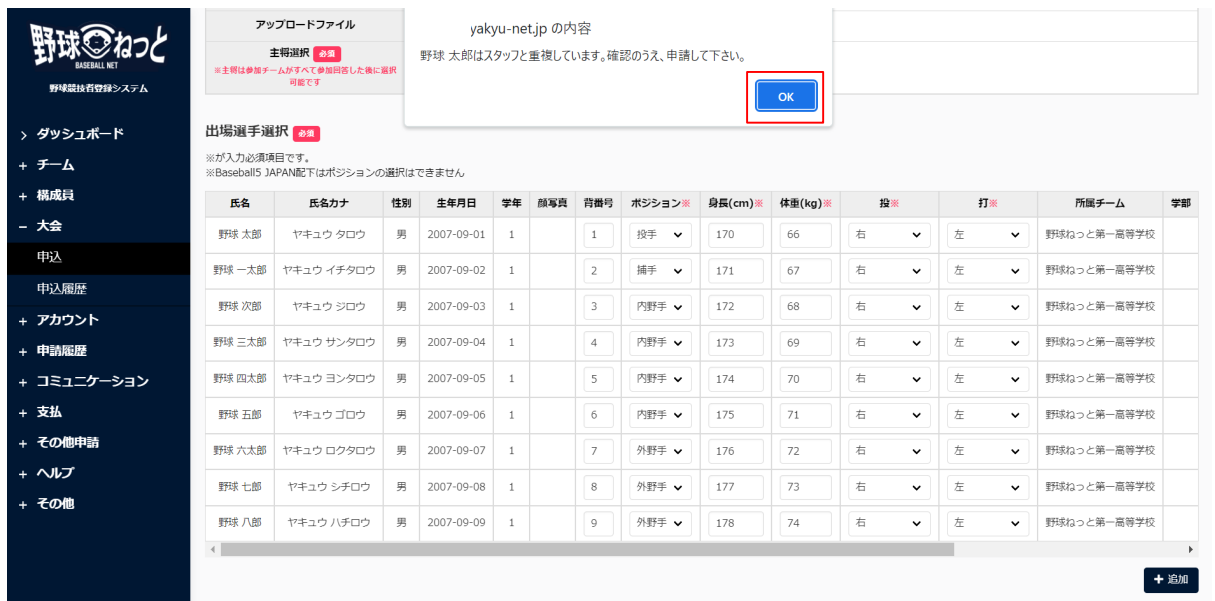 野球ねっと
BASEBALL NET
野球競技者登録システム
> ダッシュボード
+ チーム
+ 構成員
− 大会
申込
申込履歴
+ アカウント
+ 申請履歴
+ コミュニケーション
+ 支払
+ その他申請
+ ヘルプ
+ その他
アップロードファイル
主将選択 必須
※主将は参加チームがすべて参加回答した後に選択
可能です
yakyu-net.jp の内容
野球 太郎はスタッフと重複しています。確認のうえ、申請して下さい。
OK
出場選手選択 必須
※が入力必須項目です。
※Baseball5 JAPAN配下はポジションの選択はできません
氏名 氏名カナ 性別 生年月日 学年 顔写真 背番号 ポジション※ 身長(cm)※ 体重(kg)※ 投※ 打※ 所属チーム 学部
野球 太郎 ヤキュウ タロウ 男 2007-09-01 1 1 投手 170 66 右 左 野球ねっと第一高等学校
野球 一太郎 ヤキュウ イチタロウ 男 2007-09-02 1 2 捕手 171 67 右 左 野球ねっと第一高等学校
野球 次郎 ヤキュウ ジロウ 男 2007-09-03 1 3 内野手 172 68 右 左 野球ねっと第一高等学校
野球 三太郎 ヤキュウ サンタロウ 男 2007-09-04 1 4 内野手 173 69 右 左 野球ねっと第一高等学校
野球 四太郎 ヤキュウ ヨンタロウ 男 2007-09-05 1 5 内野手 174 70 右 左 野球ねっと第一高等学校
野球 五郎 ヤキュウ ゴロウ 男 2007-09-06 1 6 内野手 175 71 右 左 野球ねっと第一高等学校
野球 六太郎 ヤキュウ ロクタロウ 男 2007-09-07 1 7 外野手 176 72 右 左 野球ねっと第一高等学校
野球 七郎 ヤキュウ シチロウ 男 2007-09-08 1 8 外野手 177 73 右 左 野球ねっと第一高等学校
野球 八郎 ヤキュウ ハチロウ 男 2007-09-09 1 9 外野手 178 74 右 左 野球ねっと第一高等学校
+ 追加